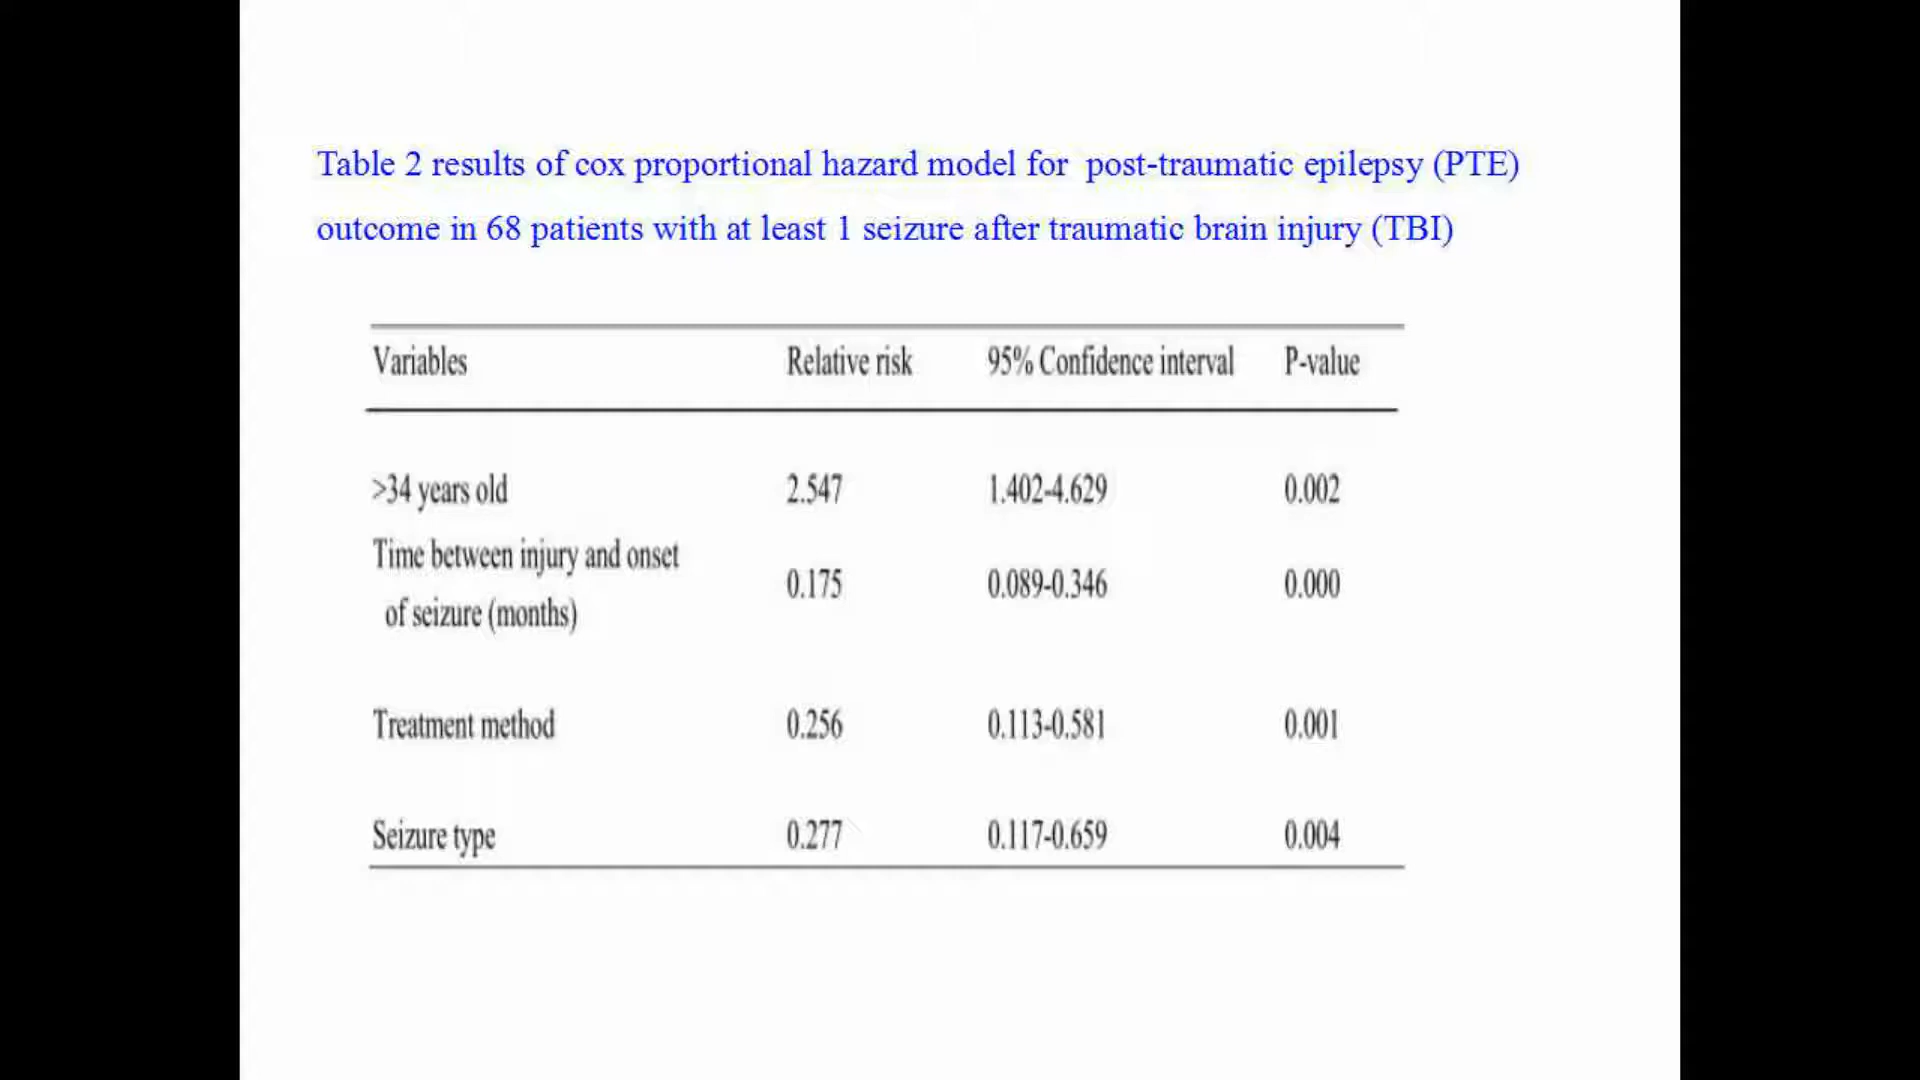 Table 2 results of cox proportional hazard model for post-traumatic epilepsy (PTE)
outcome in 68 patients with at least 1 seizure after traumatic brain injury (TBI)
Variables Relative risk 95% Confidence interval P-value
>34 years old 2.547 1.402-4.629 0.002
Time between injury and onset
of seizure (months) 0.175 0.089-0.346 0.000
Treatment method 0.256 0.113-0.581 0.001
Seizure type 0.277 0.117-0.659 0.004